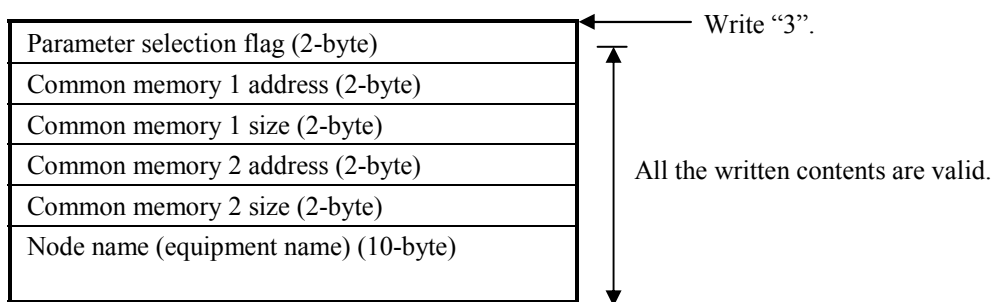 Write “3”.
Parameter selection flag (2-byte)
Common memory 1 address (2-byte)
Common memory 1 size (2-byte)
Common memory 2 address (2-byte)
All the written contents are valid.
Common memory 2 size (2-byte)
Node name (equipment name) (10-byte)